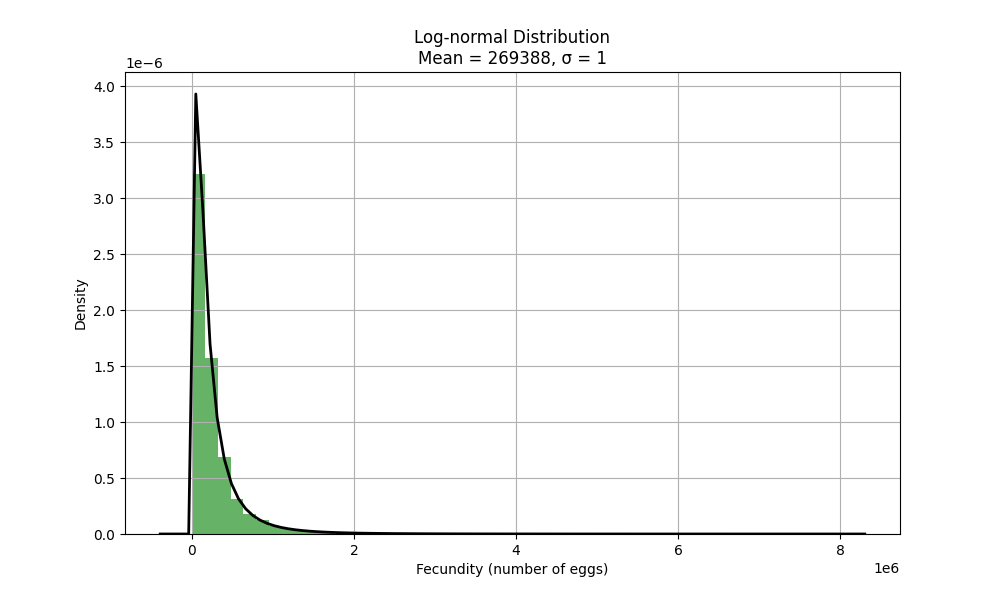 Log-normal Distribution
Mean = 269388, σ = 1
1e−6
4.0
3.5
3.0
2.5
2.0
1.5
1.0
0.5
0.0
Density
0 2 4 6 8
1e6
Fecundity (number of eggs)